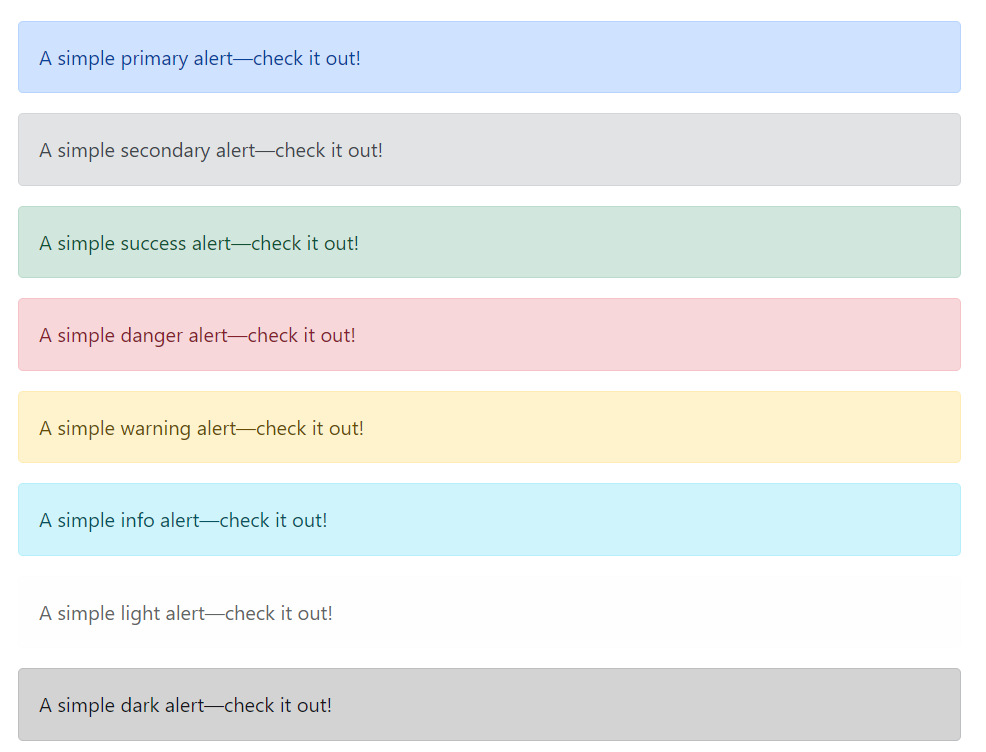 A simple primary alert—check it out!
A simple secondary alert—check it out!
A simple success alert—check it out!
A simple danger alert—check it out!
A simple warning alert—check it out!
A simple info alert—check it out!
A simple light alert—check it out!
A simple dark alert—check it out!